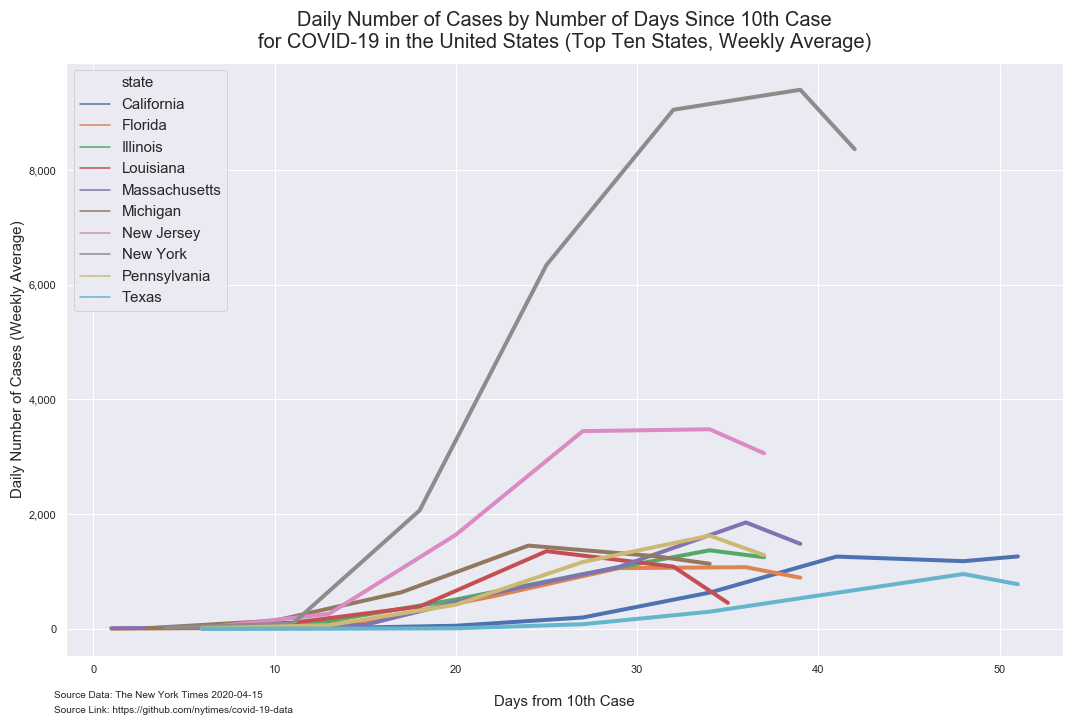 Daily Number of Cases by Number of Days Since 10th Case
for COVID-19 in the United States (Top Ten States, Weekly Average)
state
California
Florida
Illinois
Louisiana
Massachusetts
Michigan
New Jersey
New York
Pennsylvania
Texas
Daily Number of Cases (Weekly Average)
8,000
6,000
4,000
2,000
0
0
10
20
30
40
50
Days from 10th Case
Source Data: The New York Times 2020-04-15
Source Link: https://github.com/nytimes/covid-19-data